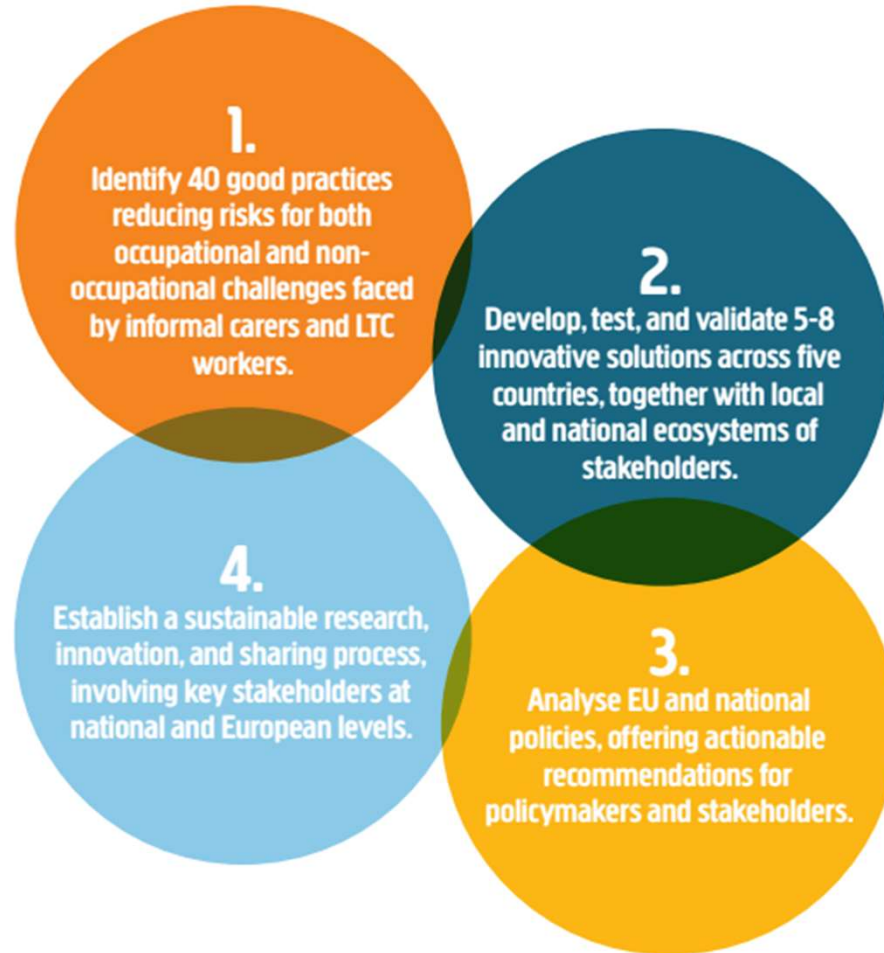 1.
Identify 40 good practices
reducing risks for both
occupational and non-
occupational challenges faced
by informal carers and LTC
workers.
2.
Develop, test, and validate 5-8
innovative solutions across five
countries, together with local
and national ecosystems of
stakeholders.
3.
Analyse EU and national
policies, offering actionable
recommendations for
policymakers and stakeholders.
4.
Establish a sustainable research,
innovation, and sharing process,
involving key stakeholders at
national and European levels.